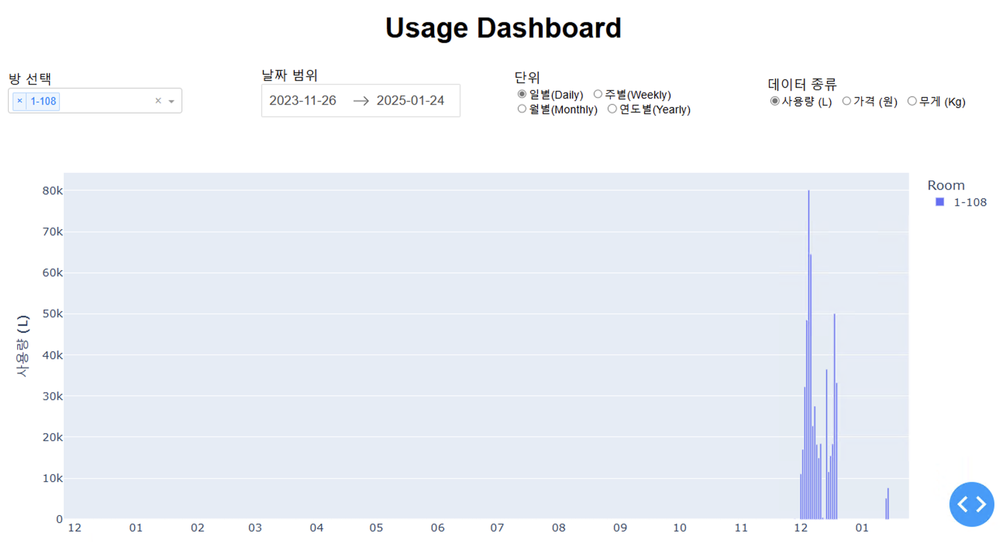 Usage Dashboard
방 선택
× 1-108 ×
날짜 범위
2023-11-26 → 2025-01-24
단위
일별(Daily) 주별(Weekly)
월별(Monthly) 연도별(Yearly)
데이터 종류
사용량 (L) 가격 (원) 무게 (Kg)
Room
1-108
사용량 (L)
80k
70k
60k
50k
40k
30k
20k
10k
0
12 01 02 03 04 05 06 07 08 09 10 11 12 01